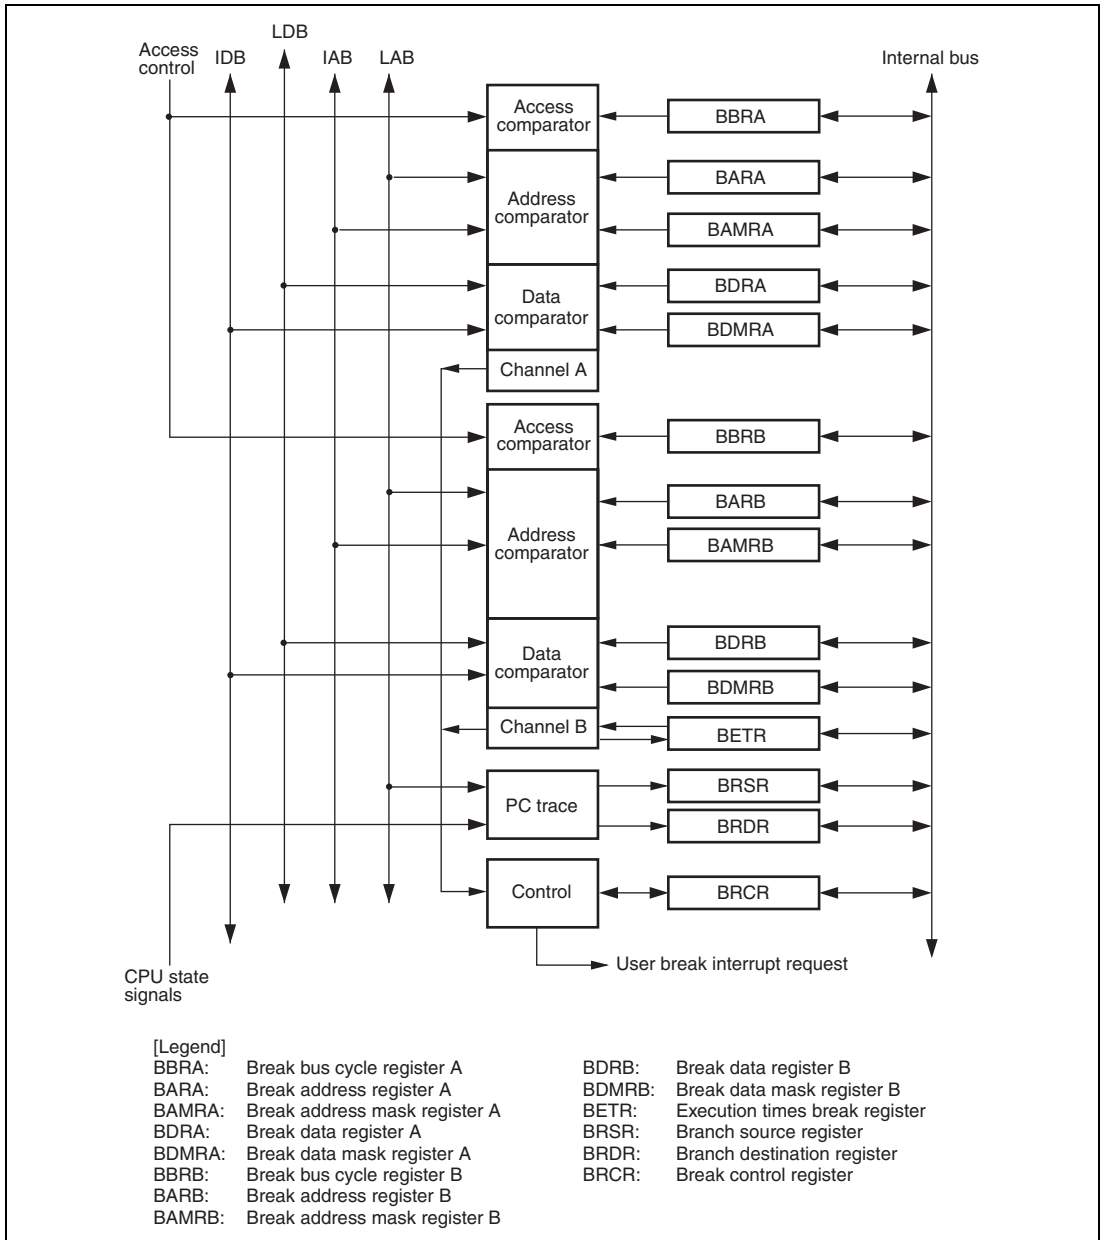 Access
control
IDB
LDB
IAB
LAB
Internal bus
Access
comparator
BBRA
Address
comparator
BARA
BAMRA
Data
comparator
BDRA
BDMRA
Channel A
Access
comparator
BBRB
Address
comparator
BARB
BAMRB
Data
comparator
BDRB
BDMRB
Channel B
BETR
PC trace
BRSR
BRDR
Control
BRCR
User break interrupt request
CPU state
signals
[Legend]
BBRA: Break bus cycle register A
BARA: Break address register A
BAMRA: Break address mask register A
BDRA: Break data register A
BDMRA: Break data mask register A
BBRB: Break bus cycle register B
BARB: Break address register B
BAMRB: Break address mask register B
BDRB: Break data register B
BDMRB: Break data mask register B
BETR: Execution times break register
BRSR: Branch source register
BRDR: Branch destination register
BRCR: Break control register